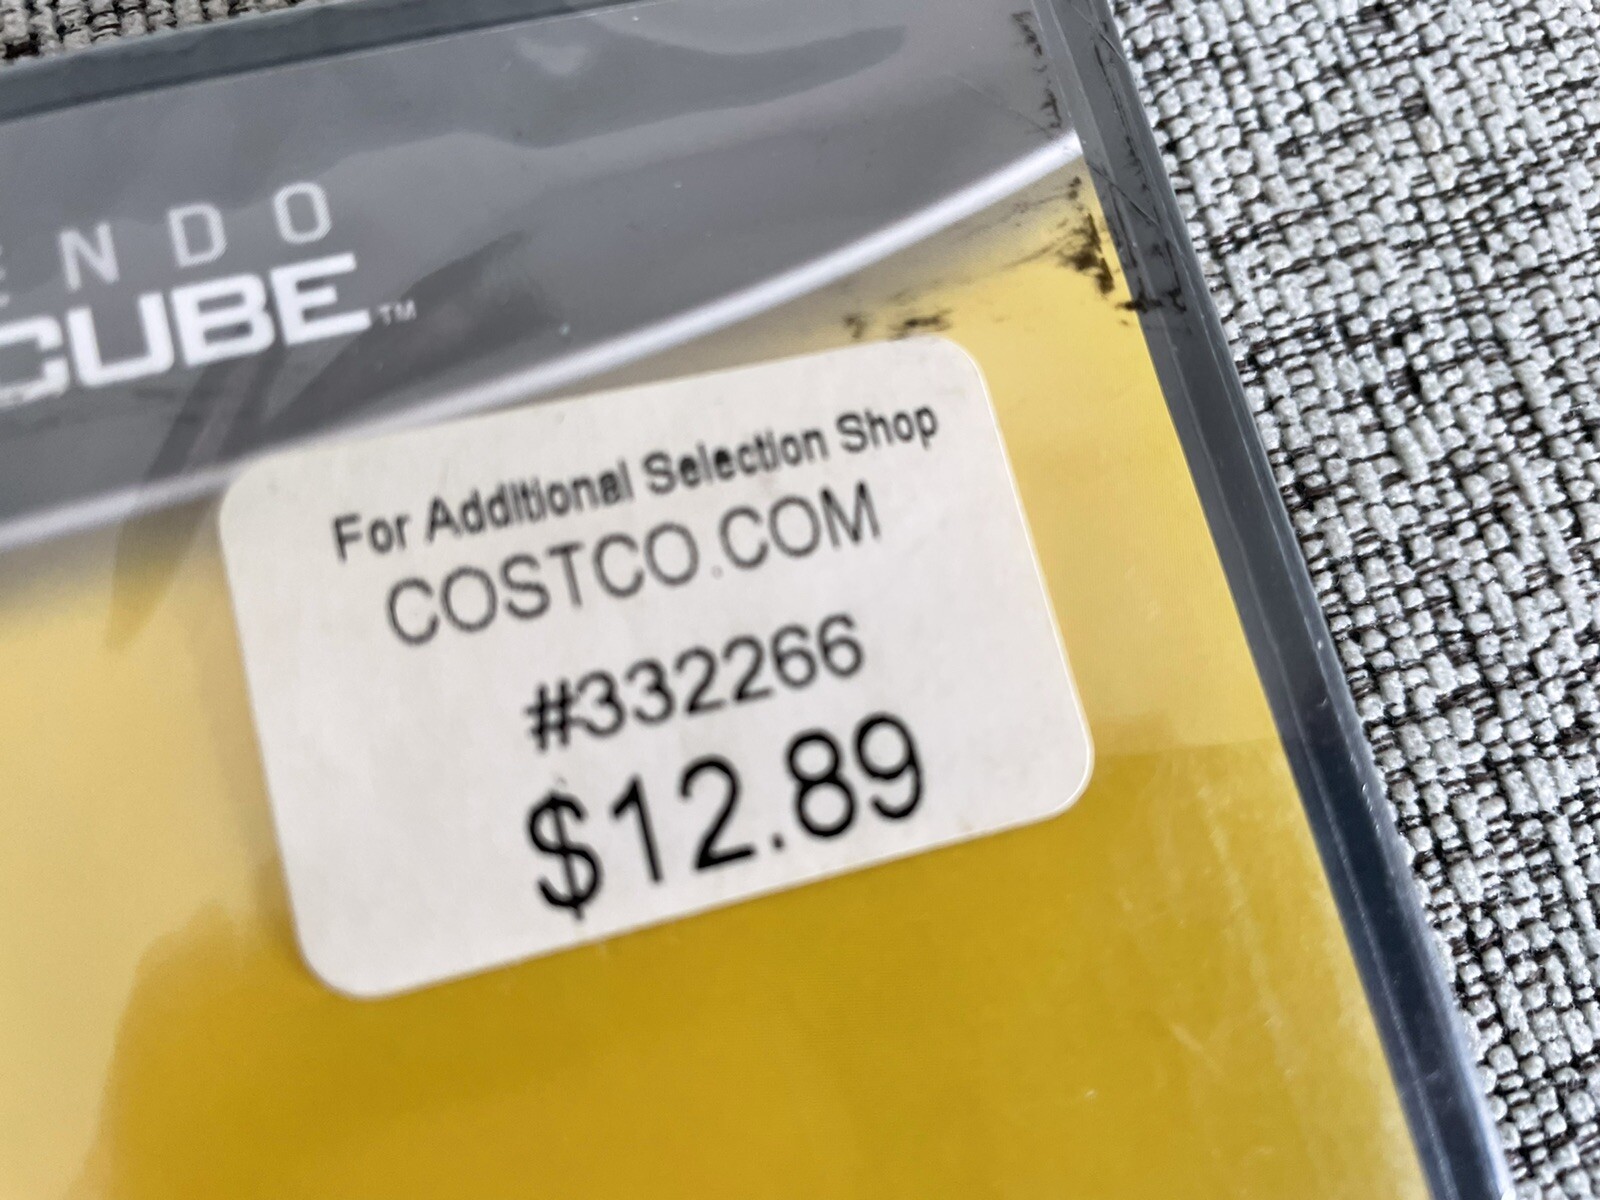 ENDO
CUBE™
For Additional Selection Shop
COSTCO.COM
#332266
$12.89